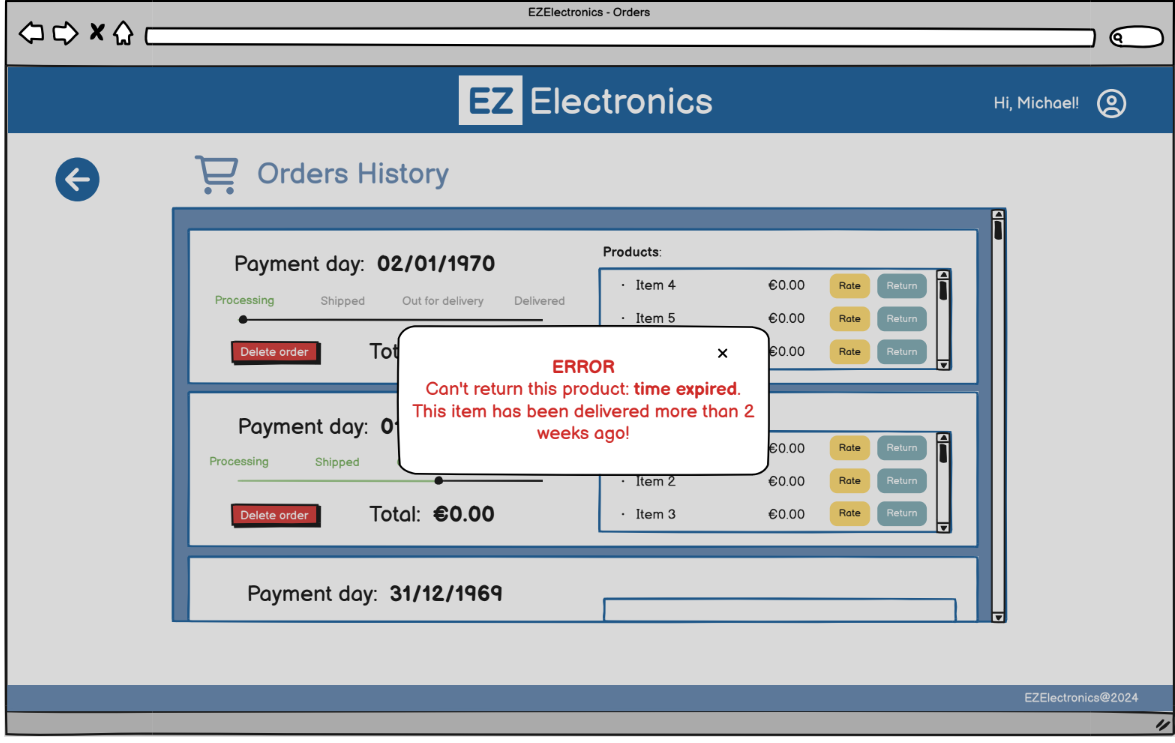 EZElectronics - Orders
EZ Electronics
Hi, Michael!
Orders History
Payment day: 02/01/1970
Processing Shipped Out for delivery Delivered
Delete order
Products:
· Item 4 €0.00 Rate Return
· Item 5 €0.00 Rate Return
€0.00 Rate Return
ERROR
Can't return this product: time expired.
This item has been delivered more than 2
weeks ago!
Payment day:
Processing Shipped
Delete order Total: €0.00
€0.00 Rate Return
· Item 2 €0.00 Rate Return
· Item 3 €0.00 Rate Return
Payment day: 31/12/1969
EZElectronics@2024